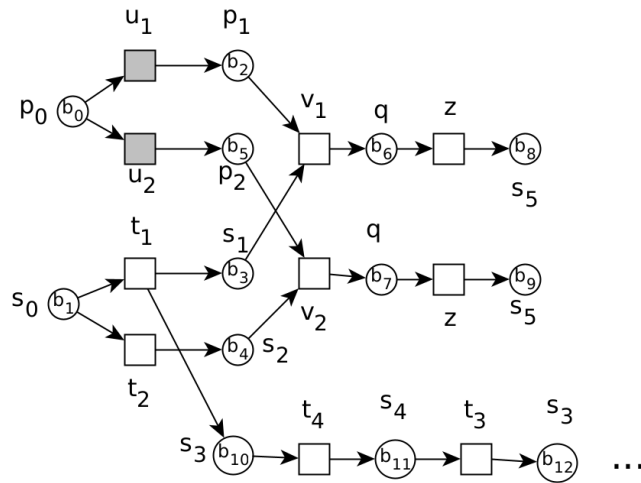 u₁ p₁
p₀ b₀ b₂ v₁ q z
b₅ b₆ b₈
u₂ p₂ s₅
t₁ s₁ q
s₀ b₁ b₃ b₇ b₉
b₄ s₂ v₂ z s₅
t₂
t₄ s₄ t₃ s₃
s₃ b₁₀ b₁₁ b₁₂ ...